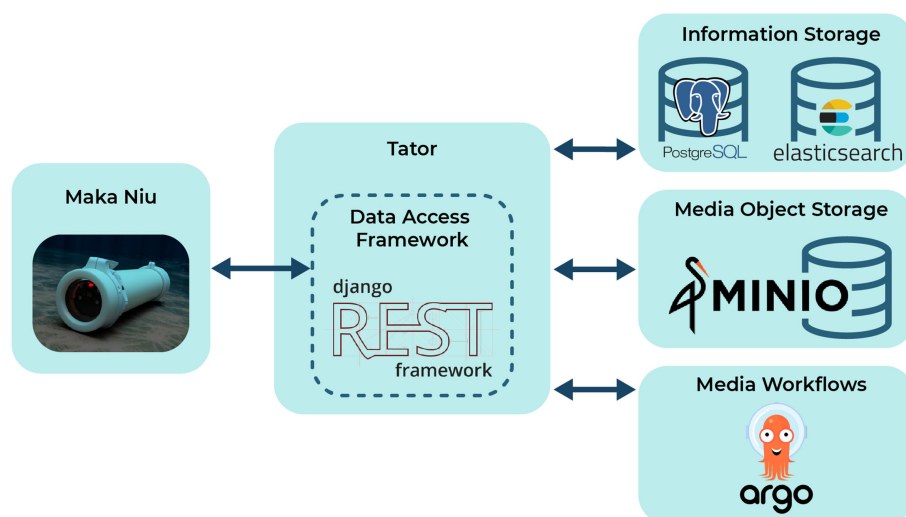 Maka Niu
Tator
Data Access
Framework
django
REST
framework
Information Storage
PostgreSQL
elasticsearch
Media Object Storage
MINIO
Media Workflows
argo